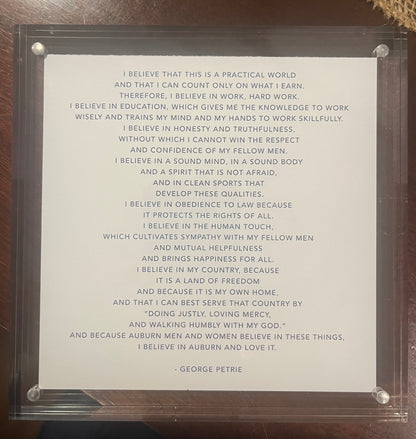 I BELIEVE THAT THIS IS A PRACTICAL WORLD
AND THAT I CAN COUNT ONLY ON WHAT I EARN.
THEREFORE, I BELIEVE IN WORK, HARD WORK.
I BELIEVE IN EDUCATION, WHICH GIVES ME THE KNOWLEDGE TO WORK
WISELY AND TRAINS MY MIND AND MY HANDS TO WORK SKILLFULLY.
I BELIEVE IN HONESTY AND TRUTHFULNESS,
WITHOUT WHICH I CANNOT WIN THE RESPECT
AND CONFIDENCE OF MY FELLOW MEN.
I BELIEVE IN A SOUND MIND, IN A SOUND BODY
AND A SPIRIT THAT IS NOT AFRAID,
AND IN CLEAN SPORTS THAT
DEVELOP THESE QUALITIES.
I BELIEVE IN OBEDIENCE TO LAW BECAUSE
IT PROTECTS THE RIGHTS OF ALL.
I BELIEVE IN THE HUMAN TOUCH,
WHICH CULTIVATES SYMPATHY WITH MY FELLOW MEN
AND MUTUAL HELPFULNESS
AND BRINGS HAPPINESS FOR ALL.
I BELIEVE IN MY COUNTRY, BECAUSE
IT IS A LAND OF FREEDOM
AND BECAUSE IT IS MY OWN HOME,
AND THAT I CAN BEST SERVE THAT COUNTRY BY
"DOING JUSTLY, LOVING MERCY,
AND WALKING HUMBLY WITH MY GOD."
AND BECAUSE AUBURN MEN AND WOMEN BELIEVE IN THESE THINGS,
I BELIEVE IN AUBURN AND LOVE IT.
- GEORGE PETRIE